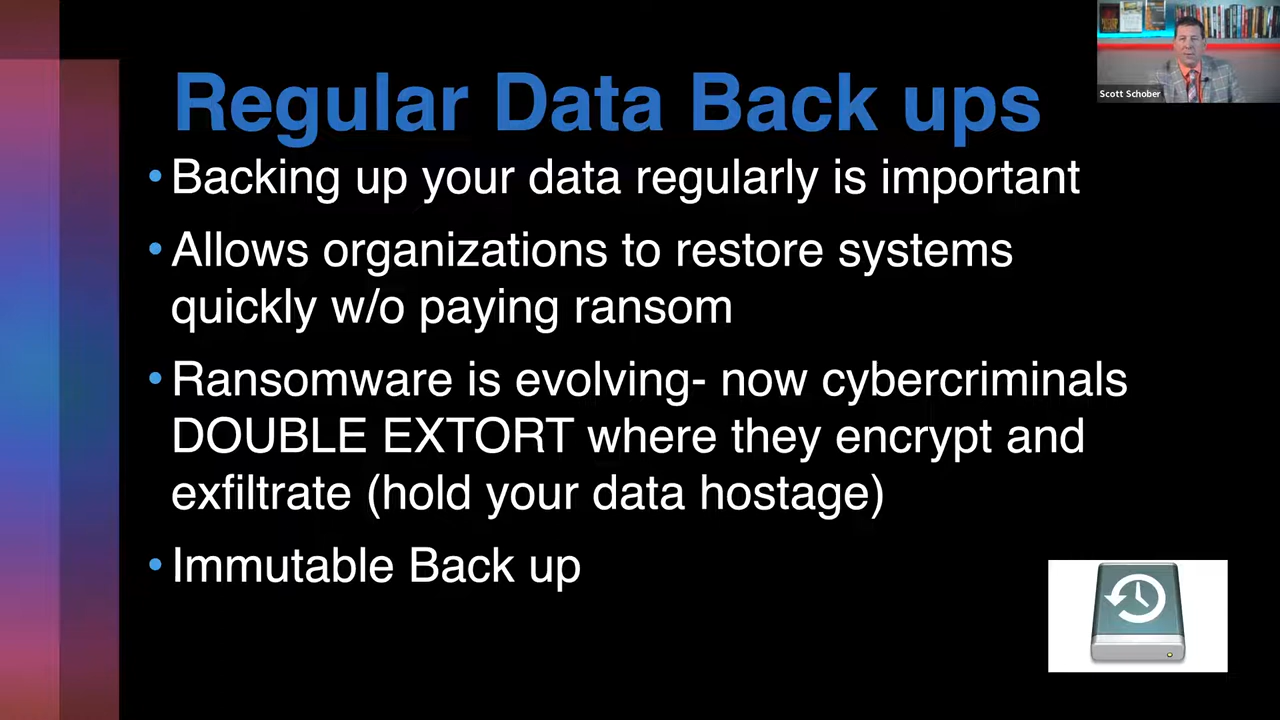 Regular Data Back ups
Scott Schober
• Backing up your data regularly is important
• Allows organizations to restore systems
quickly w/o paying ransom
• Ransomware is evolving- now cybercriminals
DOUBLE EXTORT where they encrypt and
exfiltrate (hold your data hostage)
• Immutable Back up